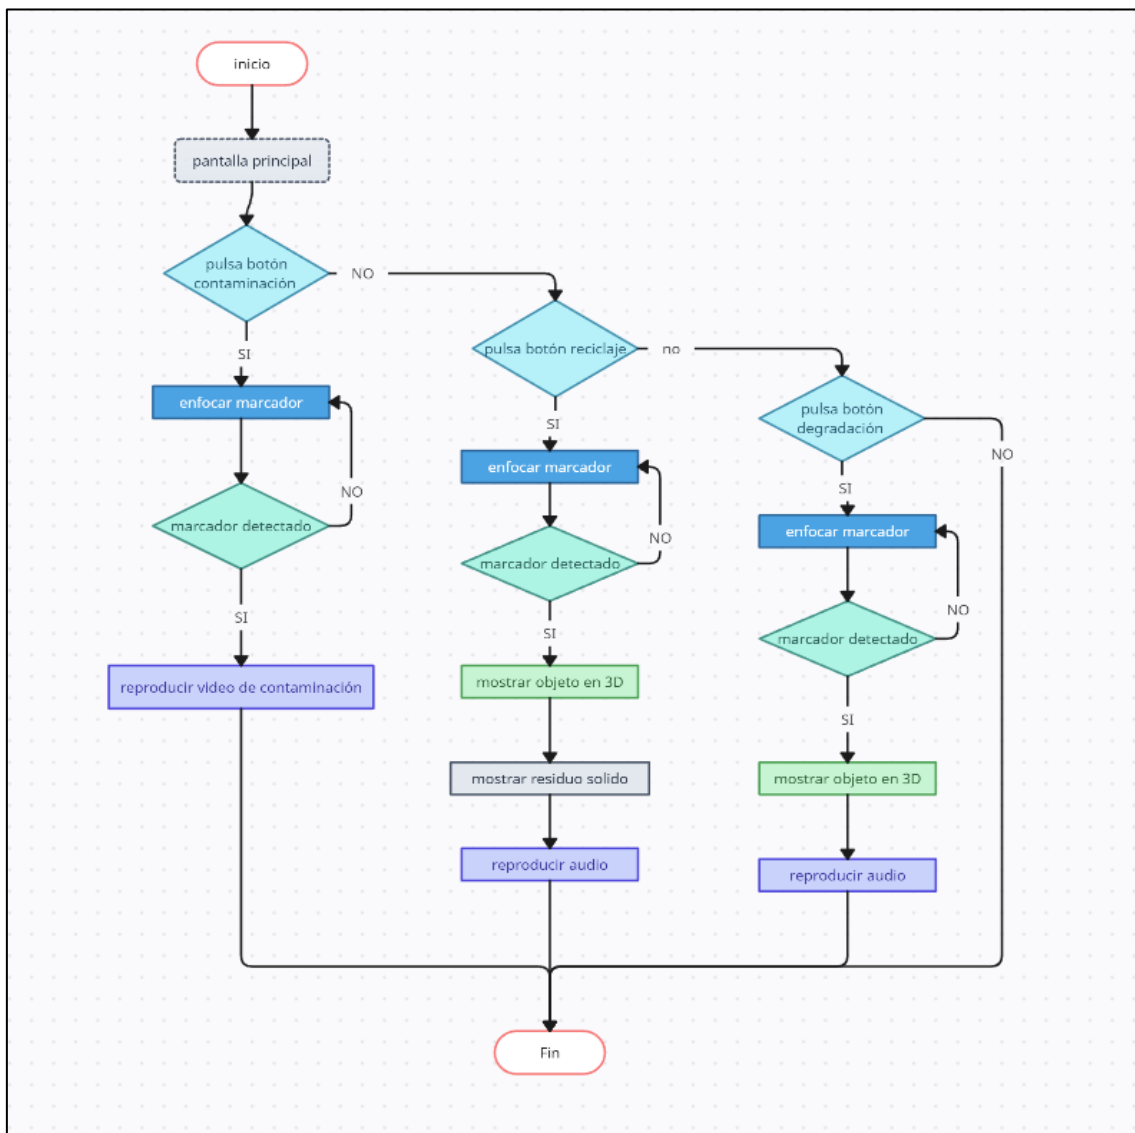 inicio
pantalla principal
pulsa botón
contaminación
NO
SI
pulsa botón reciclaje
no
pulsa botón
degradación
NO
enfocar marcador
NO
marcador detectado
SI
reproducir video de contaminación
SI
enfocar marcador
NO
marcador detectado
SI
mostrar objeto en 3D
mostrar residuo solido
reproducir audio
SI
enfocar marcador
NO
marcador detectado
SI
mostrar objeto en 3D
reproducir audio
Fin